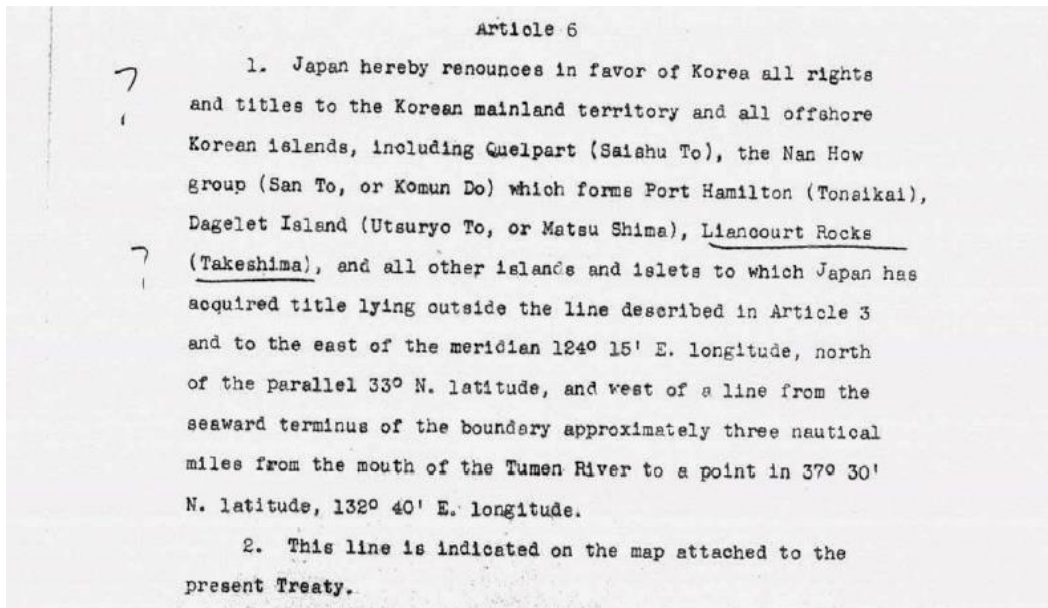 Article 6
1. Japan hereby renounces in favor of Korea all rights
and titles to the Korean mainland territory and all offshore
Korean islands, including Quelpart (Saishu To), the Nan How
group (San To, or Komun Do) which forms Port Hamilton (Tonaikai),
Dagelet Island (Utsuryo To, or Matsu Shima), Liancourt Rocks
(Takeshima), and all other islands and islets to which Japan has
acquired title lying outside the line described in Article 3
and to the east of the meridian 124º 15' E. longitude, north
of the parallel 33º N. latitude, and west of a line from the
seaward terminus of the boundary approximately three nautical
miles from the mouth of the Tumen River to a point in 37º 30'
N. latitude, 132º 40' E. longitude.
2. This line is indicated on the map attached to the
present Treaty.